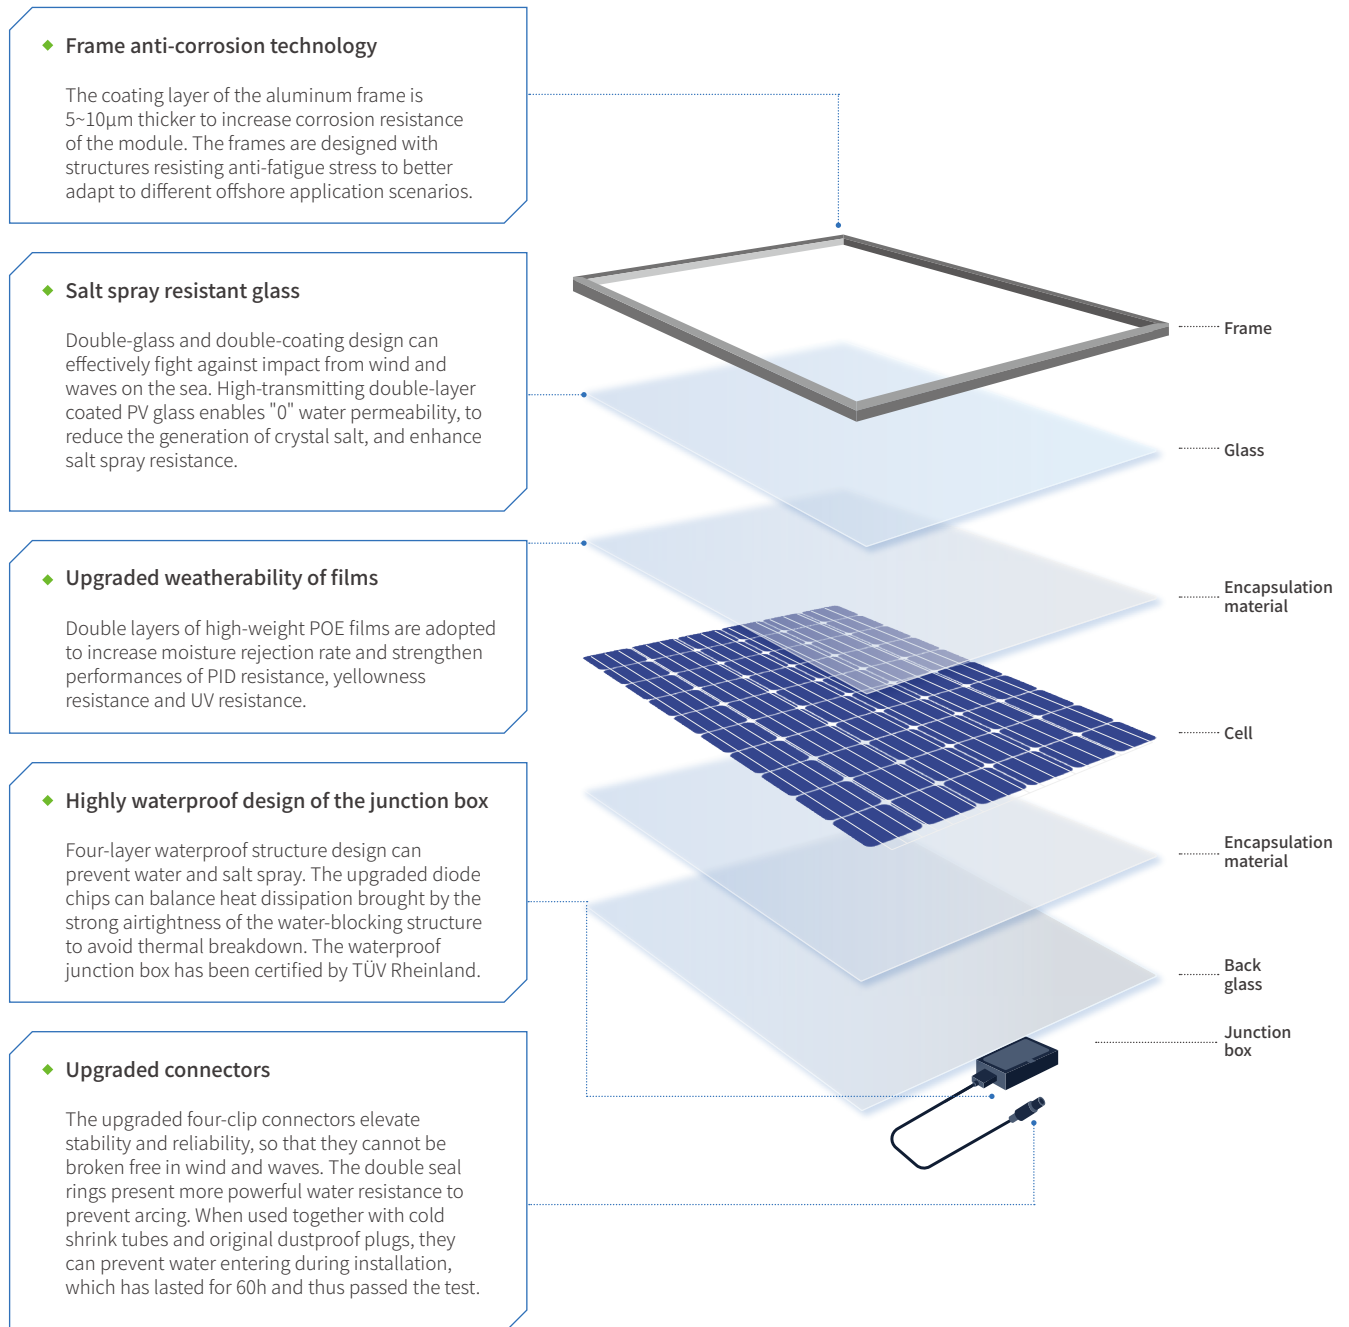 Frame anti-corrosion technology
The coating layer of the aluminum frame is
5~10μm thicker to increase corrosion resistance
of the module. The frames are designed with
structures resisting anti-fatigue stress to better
adapt to different offshore application scenarios.
Salt spray resistant glass
Double-glass and double-coating design can
effectively fight against impact from wind and
waves on the sea. High-transmitting double-layer
coated PV glass enables "0" water permeability, to
reduce the generation of crystal salt, and enhance
salt spray resistance.
Upgraded weatherability of films
Double layers of high-weight POE films are adopted
to increase moisture rejection rate and strengthen
performances of PID resistance, yellowness
resistance and UV resistance.
Highly waterproof design of the junction box
Four-layer waterproof structure design can
prevent water and salt spray. The upgraded diode
chips can balance heat dissipation brought by the
strong airtightness of the water-blocking structure
to avoid thermal breakdown. The waterproof
junction box has been certified by TÜV Rheinland.
Upgraded connectors
The upgraded four-clip connectors elevate
stability and reliability, so that they cannot be
broken free in wind and waves. The double seal
rings present more powerful water resistance to
prevent arcing. When used together with cold
shrink tubes and original dustproof plugs, they
can prevent water entering during installation,
which has lasted for 60h and thus passed the test.
Frame
Glass
Encapsulation
material
Cell
Encapsulation
material
Back
glass
Junction
box